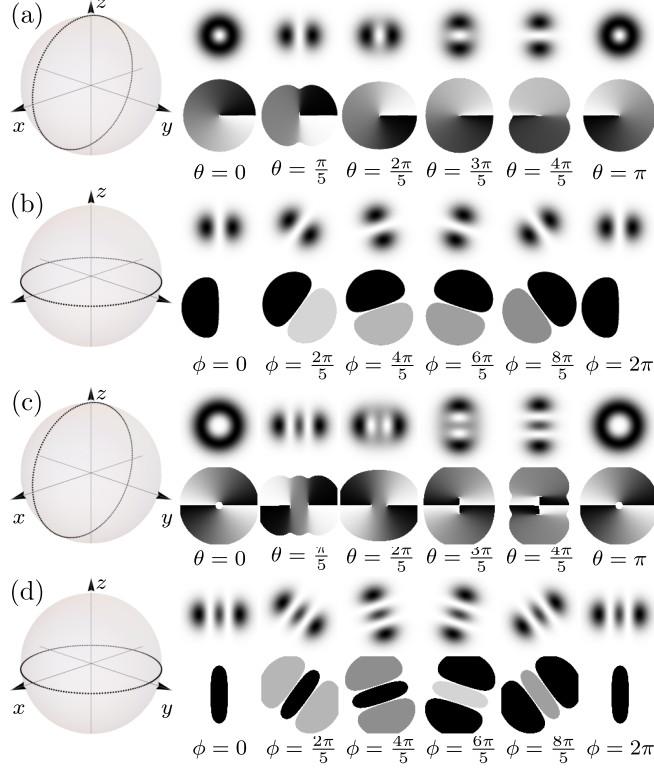 (a)
z
x
y
θ = 0
θ = π/5
θ = 2π/5
θ = 3π/5
θ = 4π/5
θ = π
(b)
z
x
y
ϕ = 0
ϕ = 2π/5
ϕ = 4π/5
ϕ = 6π/5
ϕ = 8π/5
ϕ = 2π
(c)
z
x
y
θ = 0
θ = π/5
θ = 2π/5
θ = 3π/5
θ = 4π/5
θ = π
(d)
z
x
y
ϕ = 0
ϕ = 2π/5
ϕ = 4π/5
ϕ = 6π/5
ϕ = 8π/5
ϕ = 2π